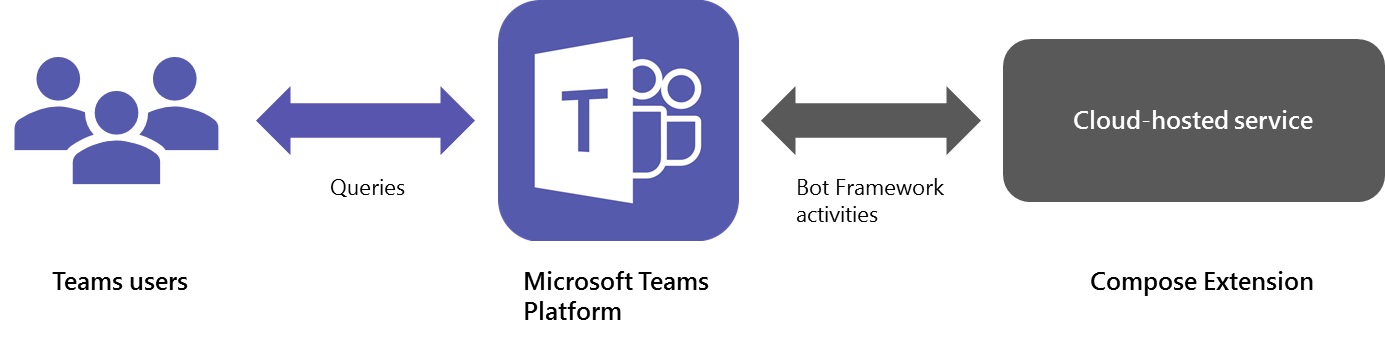 T
Cloud-hosted service
Queries
Bot Framework
activities
Teams users
Microsoft Teams
Platform
Compose Extension